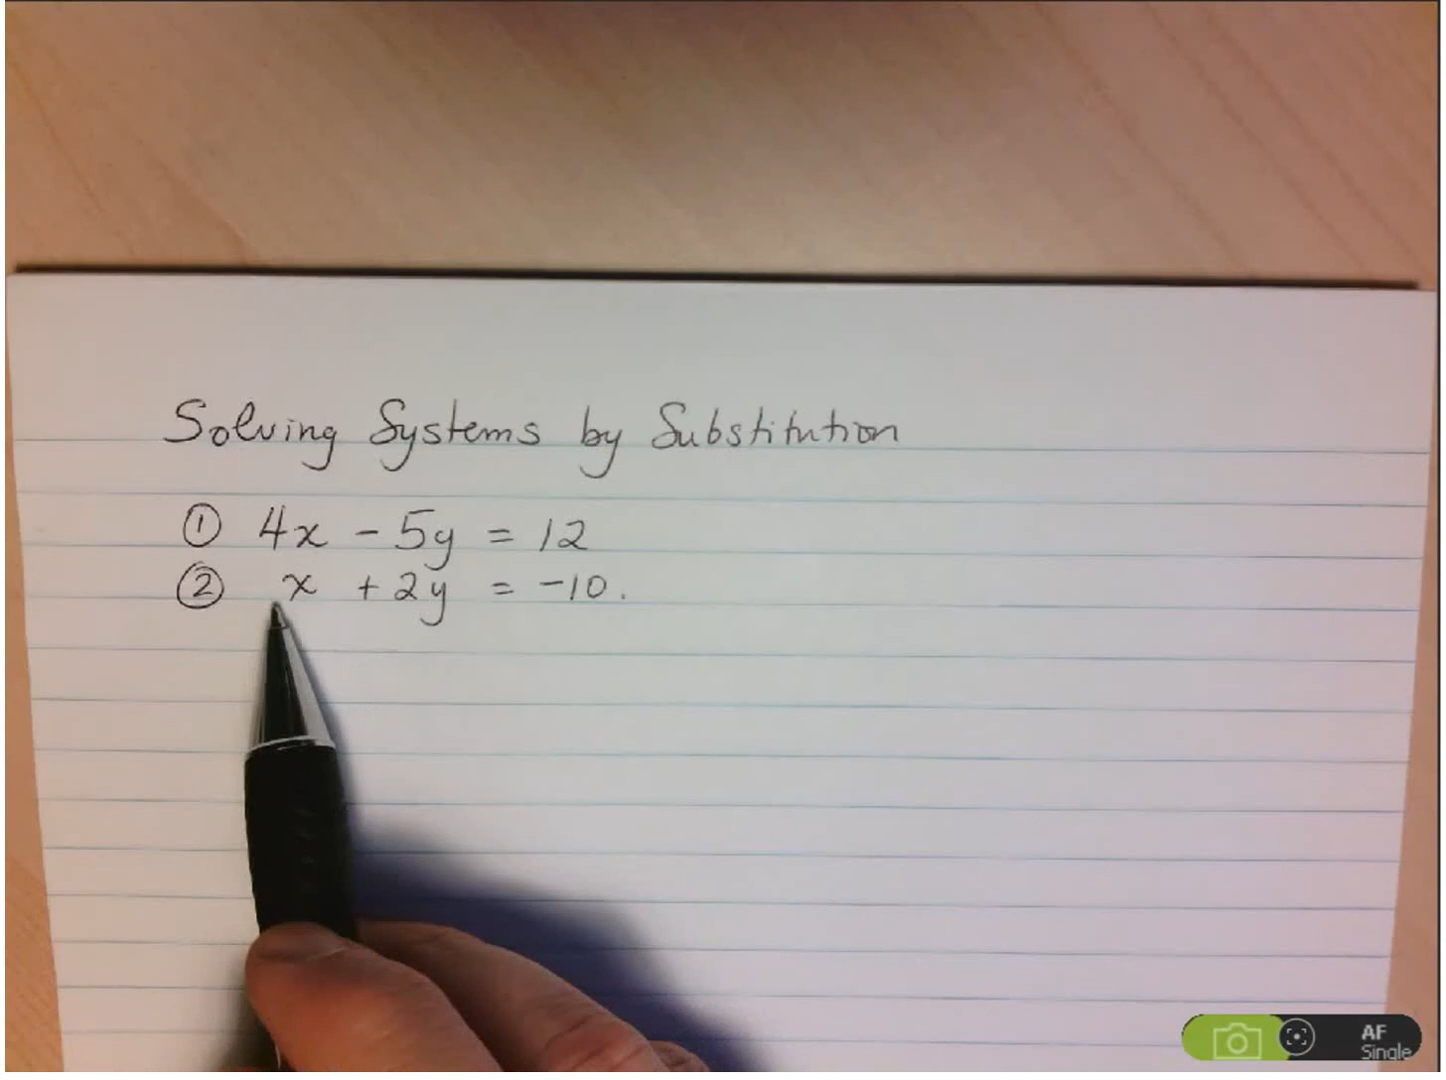 Solving Systems by Substitution
① 4x - 5y = 12
② x + 2y = -10.
AF
Single